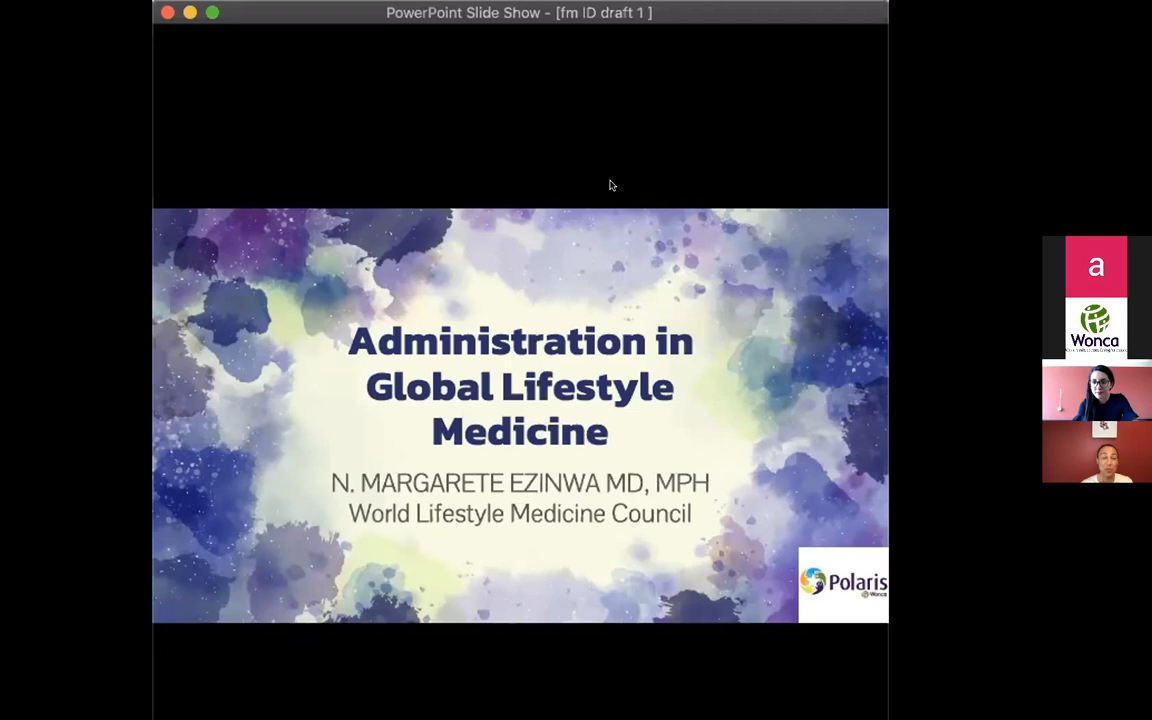 PowerPoint Slide Show - [fm ID draft 1 ]
Administration in
Global Lifestyle
Medicine
N. MARGARETE EZINWA MD, MPH
World Lifestyle Medicine Council
Polaris
Wonca
a
Wonca